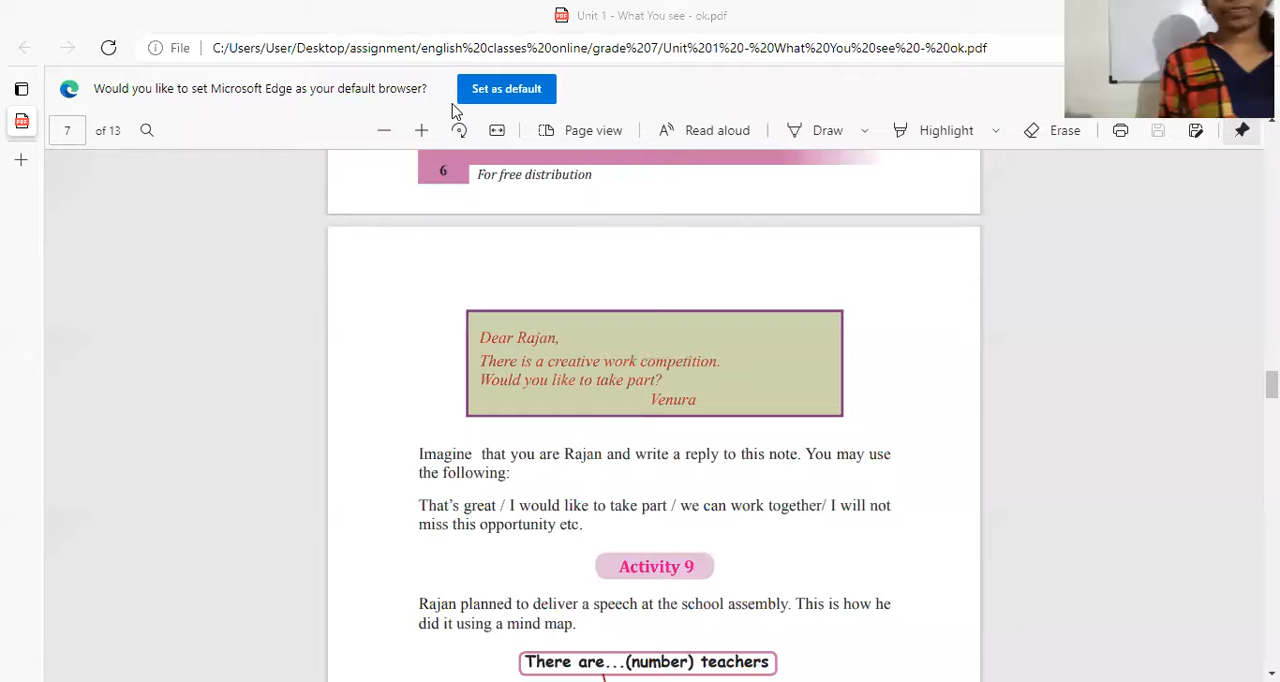 Unit 1 - What You see - ok.pdf
File
C:/Users/User/Desktop/assignment/english%20classes%20online/grade%207/Unit%201%20-%20What%20You%20see%20-%20ok.pdf
Would you like to set Microsoft Edge as your default browser?
Set as default
7
of 13
Page view
Read aloud
Draw
Highlight
Erase
6
For free distribution
Dear Rajan,
There is a creative work competition.
Would you like to take part?
Venura
Imagine that you are Rajan and write a reply to this note. You may use
the following:
That's great / I would like to take part / we can work together/ I will not
miss this opportunity etc.
Activity 9
Rajan planned to deliver a speech at the school assembly. This is how he
did it using a mind map.
There are...(number) teachers